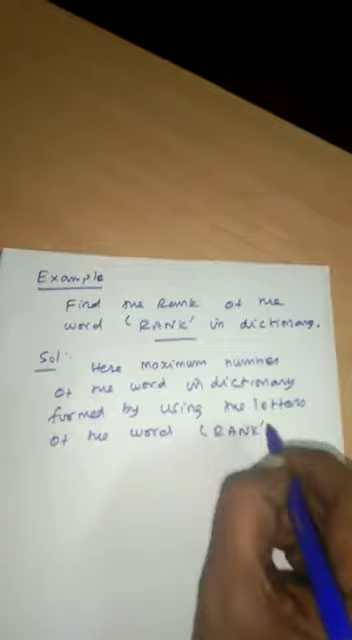 Example
Find the Rank of the
word 'RANK' in dictionary.
Sol:
Here maximum number
of the word in dictionary
formed by using the letters
of the word 'RANK'